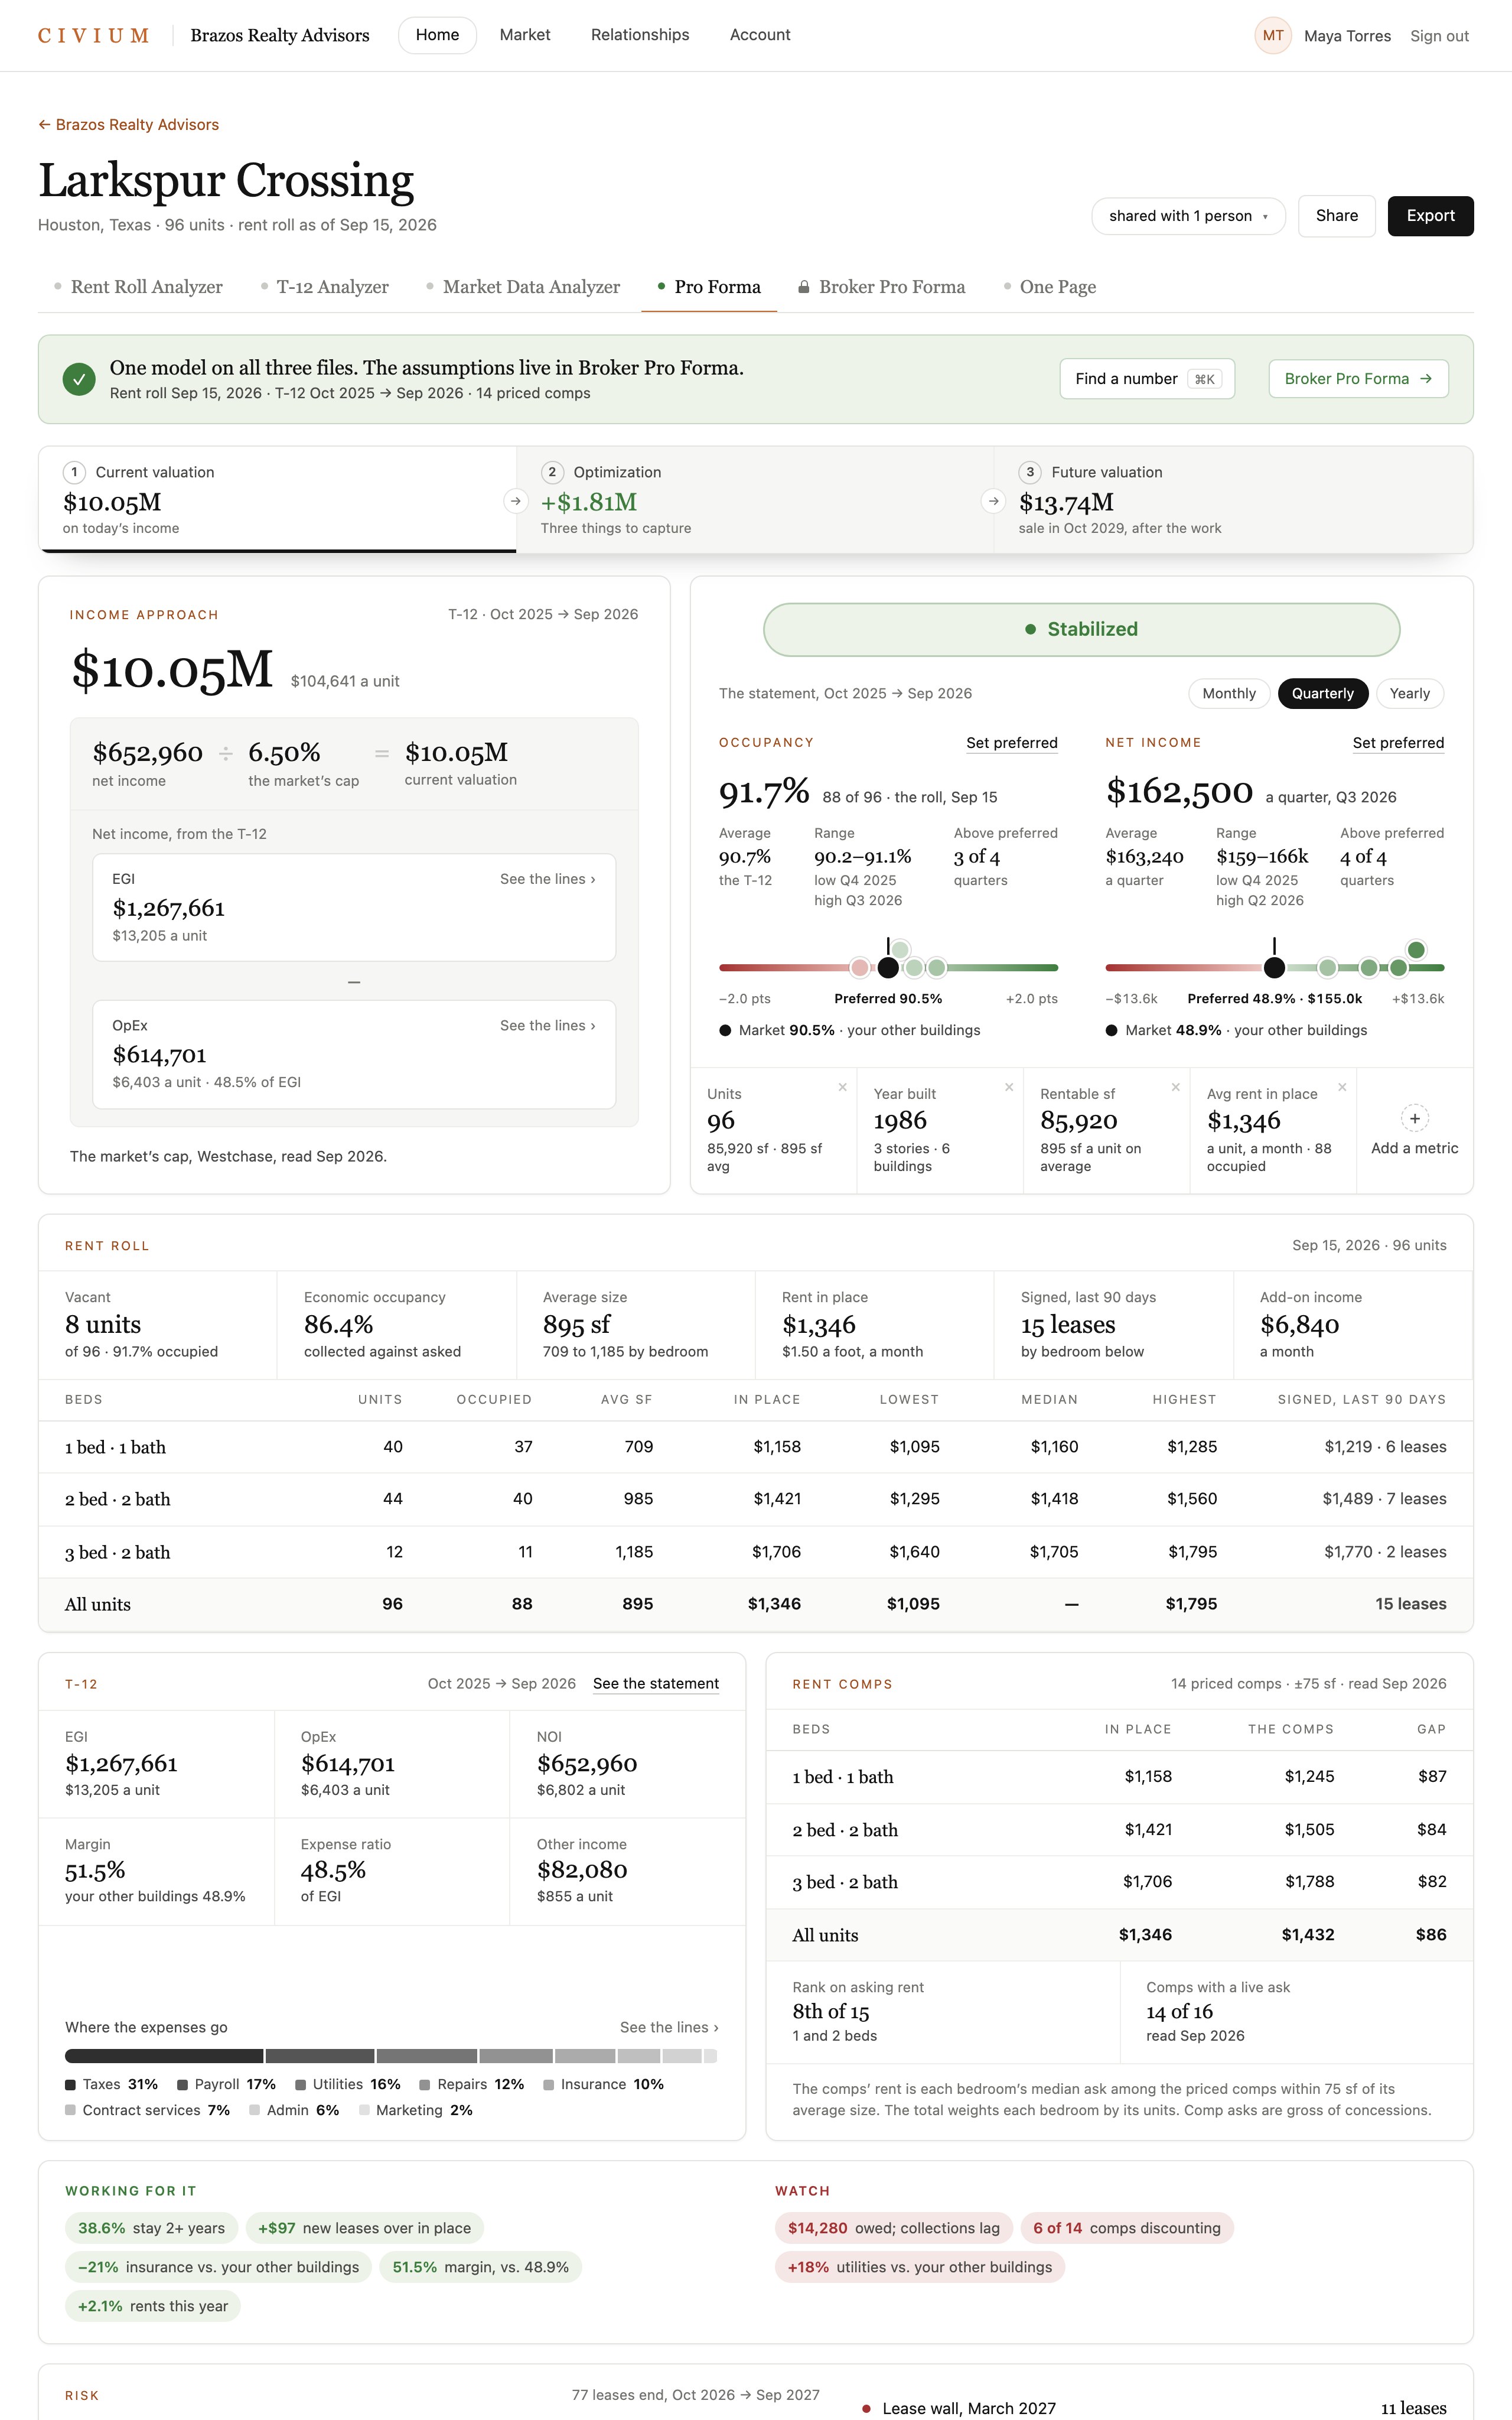 CIVIUM Brazos Realty Advisors Home Market Relationships Account MT Maya Torres Sign out
← Brazos Realty Advisors
Larkspur Crossing
Houston, Texas · 96 units · rent roll as of Sep 15, 2026
shared with 1 person ▾ Share Export
Rent Roll Analyzer T-12 Analyzer Market Data Analyzer Pro Forma Broker Pro Forma One Page
One model on all three files. The assumptions live in Broker Pro Forma.
Rent roll Sep 15, 2026 · T-12 Oct 2025 → Sep 2026 · 14 priced comps
Find a number ⌘K Broker Pro Forma →
1 Current valuation
$10.05M
on today's income
→
2 Optimization
+$1.81M
Three things to capture
→
3 Future valuation
$13.74M
sale in Oct 2029, after the work
INCOME APPROACH T-12 · Oct 2025 → Sep 2026
$10.05M $104,641 a unit
$652,960 ÷ 6.50% = $10.05M
net income the market's cap current valuation
Net income, from the T-12
EGI See the lines ›
$1,267,661
$13,205 a unit
–
OpEx See the lines ›
$614,701
$6,403 a unit · 48.5% of EGI
The market's cap, Westchase, read Sep 2026.
Stabilized
The statement, Oct 2025 → Sep 2026 Monthly Quarterly Yearly
OCCUPANCY Set preferred
91.7% 88 of 96 · the roll, Sep 15
Average Range Above preferred
90.7% 90.2–91.1% 3 of 4
the T-12 low Q4 2025 quarters
high Q3 2026
−2.0 pts Preferred 90.5% +2.0 pts
Market 90.5% · your other buildings
NET INCOME Set preferred
$162,500 a quarter, Q3 2026
Average Range Above preferred
$163,240 $159–166k 4 of 4
a quarter low Q4 2025 quarters
high Q2 2026
−$13.6k Preferred 48.9% · $155.0k +$13.6k
Market 48.9% · your other buildings
Units ×
96
85,920 sf · 895 sf
avg
Year built ×
1986
3 stories · 6
buildings
Rentable sf ×
85,920
895 sf a unit on
average
Avg rent in place ×
$1,346
a unit, a month · 88
occupied
+
Add a metric
RENT ROLL Sep 15, 2026 · 96 units
Vacant Economic occupancy Average size Rent in place Signed, last 90 days Add-on income
8 units 86.4% 895 sf $1,346 15 leases $6,840
of 96 · 91.7% occupied collected against asked 709 to 1,185 by bedroom $1.50 a foot, a month by bedroom below a month
BEDS UNITS OCCUPIED AVG SF IN PLACE LOWEST MEDIAN HIGHEST SIGNED, LAST 90 DAYS
1 bed · 1 bath 40 37 709 $1,158 $1,095 $1,160 $1,285 $1,219 · 6 leases
2 bed · 2 bath 44 40 985 $1,421 $1,295 $1,418 $1,560 $1,489 · 7 leases
3 bed · 2 bath 12 11 1,185 $1,706 $1,640 $1,705 $1,795 $1,770 · 2 leases
All units 96 88 895 $1,346 $1,095 — $1,795 15 leases
T-12 Oct 2025 → Sep 2026 See the statement
EGI OpEx NOI
$1,267,661 $614,701 $652,960
$13,205 a unit $6,403 a unit $6,802 a unit
Margin Expense ratio Other income
51.5% 48.5% $82,080
your other buildings 48.9% of EGI $855 a unit
Where the expenses go See the lines ›
Taxes 31% Payroll 17% Utilities 16% Repairs 12% Insurance 10%
Contract services 7% Admin 6% Marketing 2%
RENT COMPS 14 priced comps · ±75 sf · read Sep 2026
BEDS IN PLACE THE COMPS GAP
1 bed · 1 bath $1,158 $1,245 $87
2 bed · 2 bath $1,421 $1,505 $84
3 bed · 2 bath $1,706 $1,788 $82
All units $1,346 $1,432 $86
Rank on asking rent Comps with a live ask
8th of 15 14 of 16
1 and 2 beds read Sep 2026
The comps' rent is each bedroom's median ask among the priced comps within 75 sf of its
average size. The total weights each bedroom by its units. Comp asks are gross of concessions.
WORKING FOR IT
38.6% stay 2+ years +$97 new leases over in place
−21% insurance vs. your other buildings 51.5% margin, vs. 48.9%
+2.1% rents this year
WATCH
$14,280 owed; collections lag 6 of 14 comps discounting
+18% utilities vs. your other buildings
RISK 77 leases end, Oct 2026 → Sep 2027
Lease wall, March 2027 11 leases